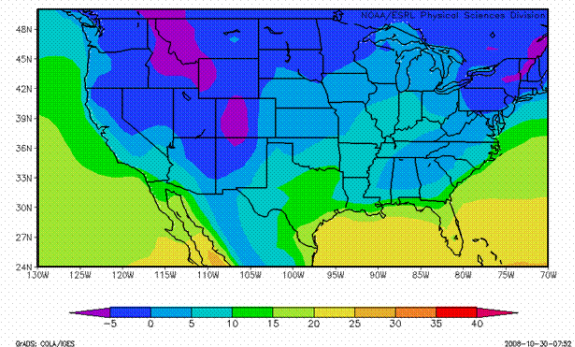 NOAA/ESRL Physical Sciences Division
48N
45N
42N
39N
36N
33N
30N
27N
24N
130W 125W 120W 115W 110W 105W 100W 95W 90W 85W 80W 75W 70W
-5 0 5 10 15 20 25 30 35 40
GrADS: COLA/IGES 2008-10-30-07:52